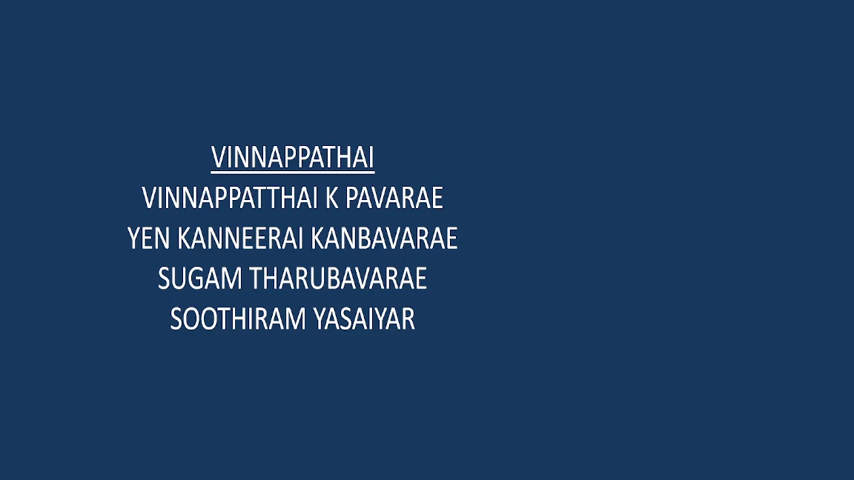 VINNAPPATHAI
VINNAPPATTHAI K PAVARAE
YEN KANNEERAI KANBAVARAE
SUGAM THARUBAVARAE
SOOTHIRAM YASAIYAR